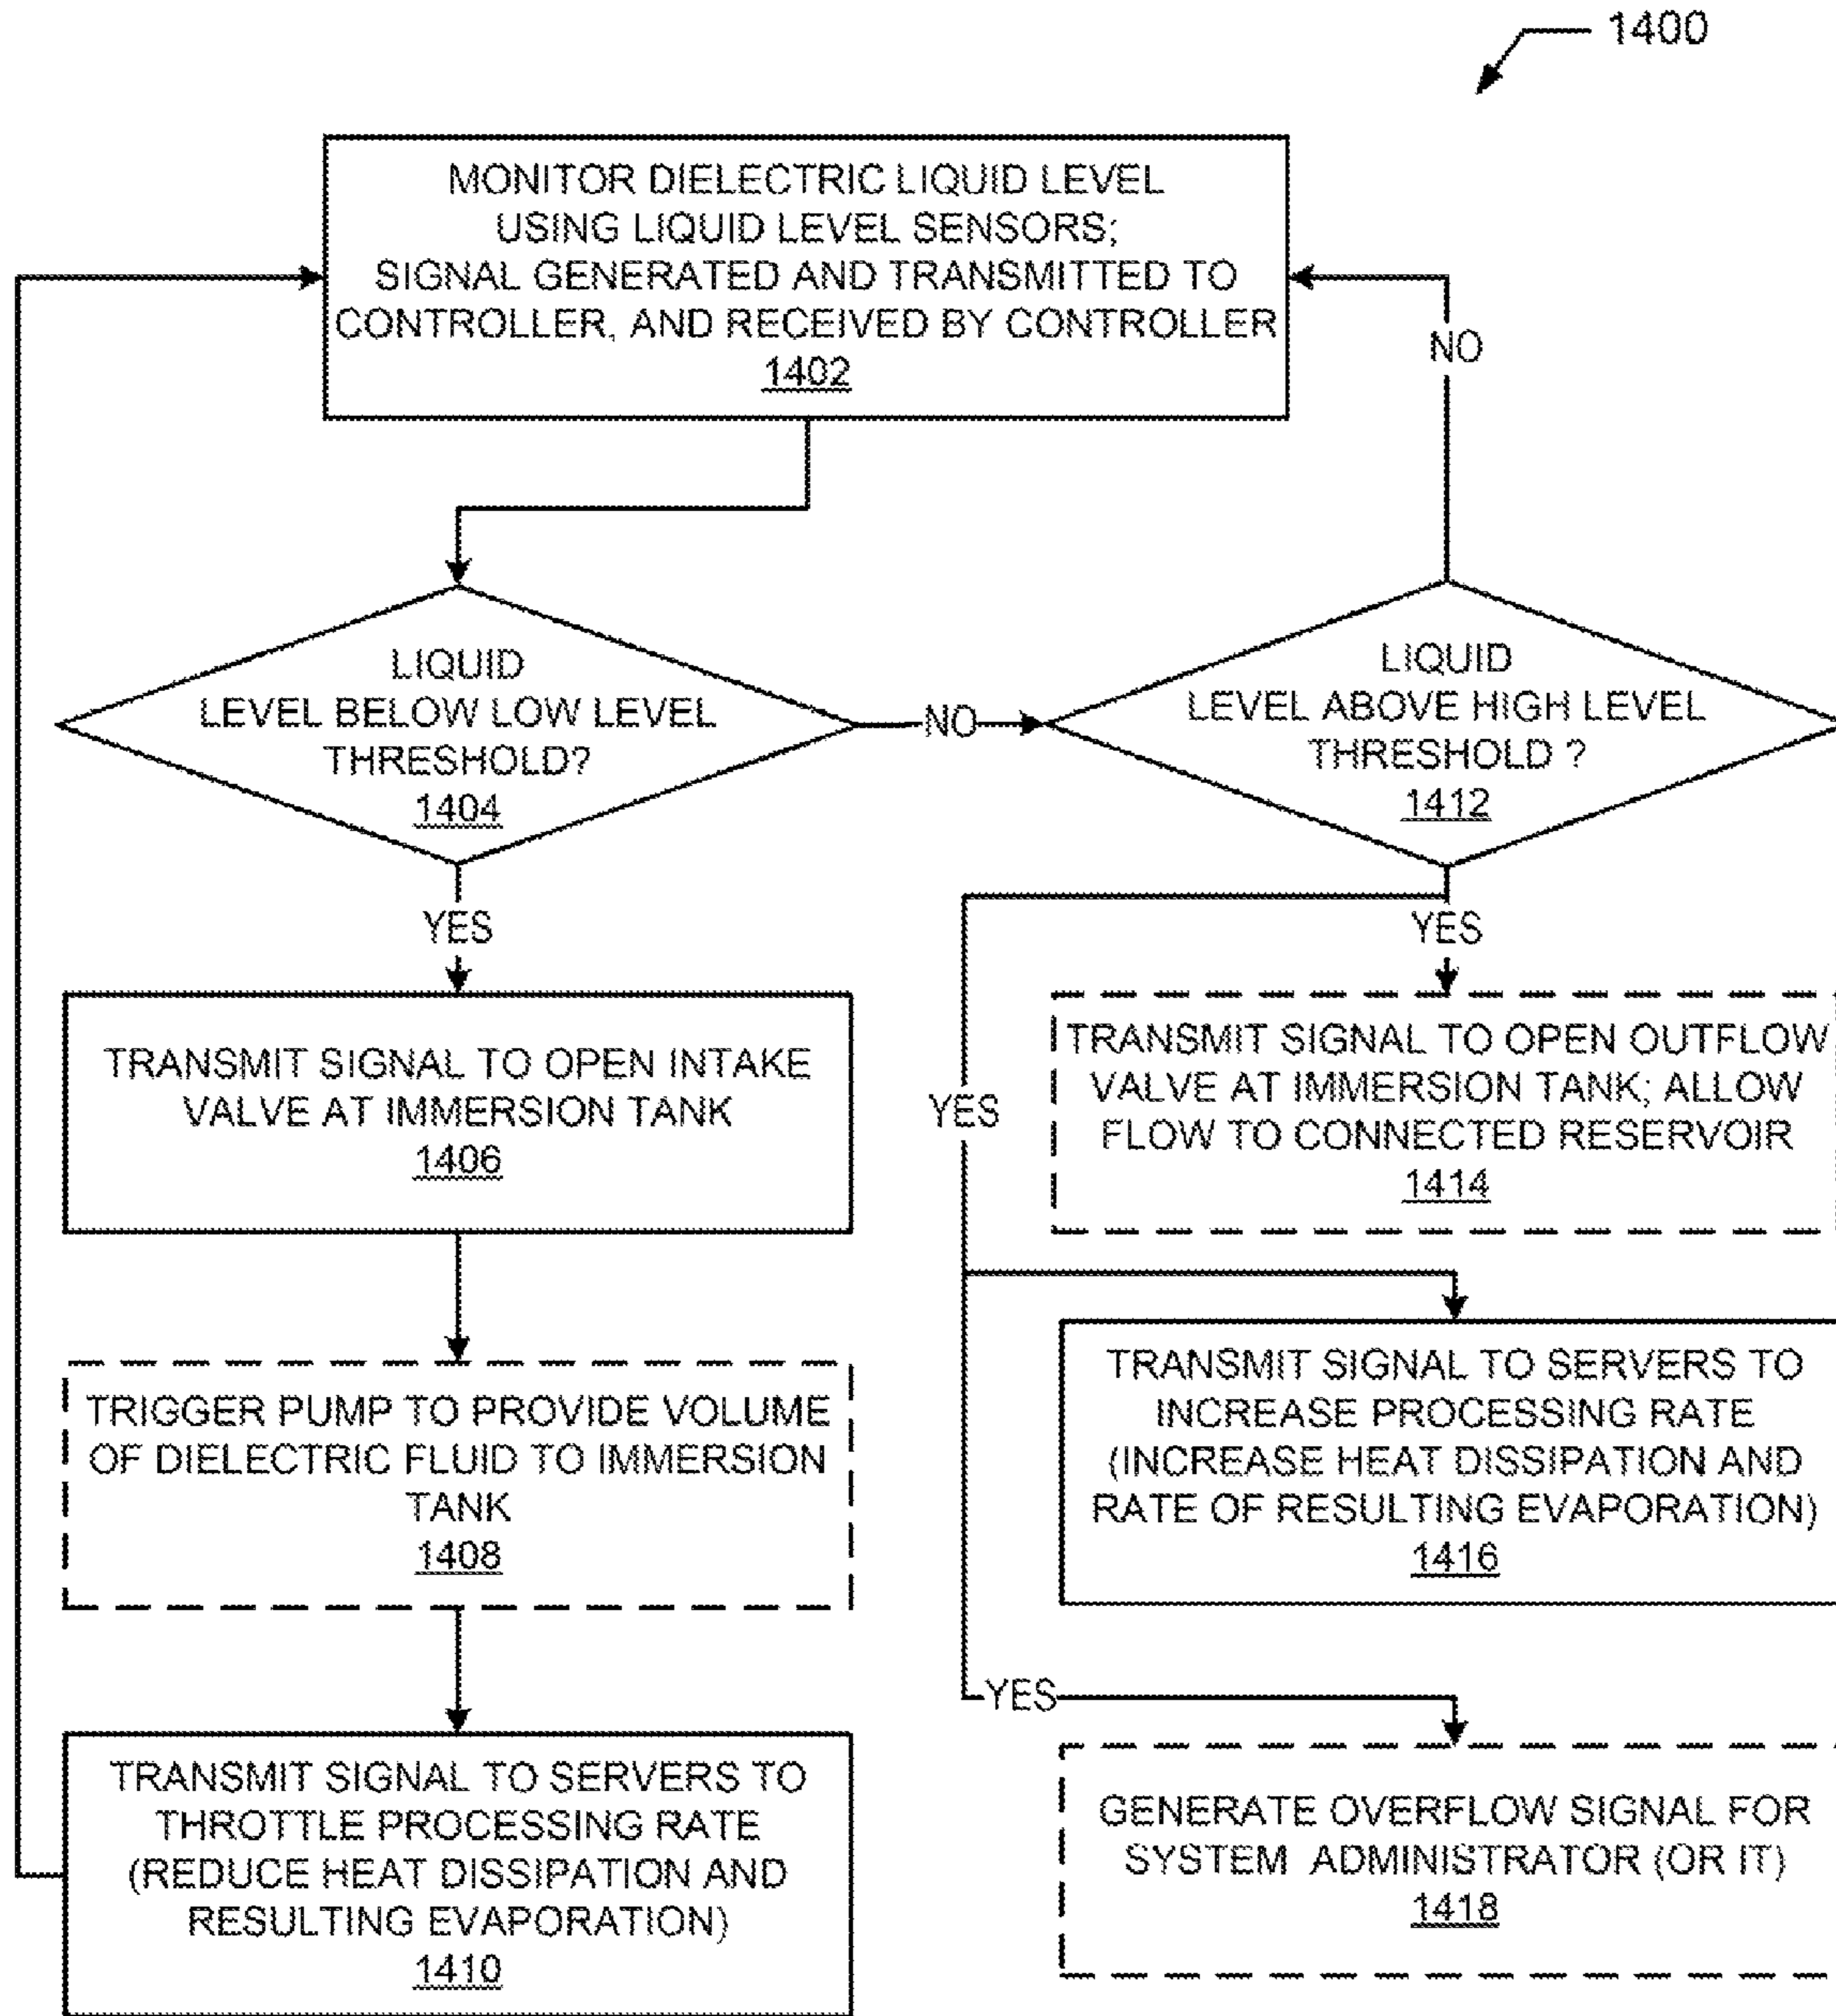 1400
MONITOR DIELECTRIC LIQUID LEVEL
USING LIQUID LEVEL SENSORS;
SIGNAL GENERATED AND TRANSMITTED TO
CONTROLLER, AND RECEIVED BY CONTROLLER
1402
NO
LIQUID
LEVEL BELOW LOW LEVEL
THRESHOLD?
1404
NO
LIQUID
LEVEL ABOVE HIGH LEVEL
THRESHOLD ?
1412
YES
TRANSMIT SIGNAL TO OPEN INTAKE
VALVE AT IMMERSION TANK
1406
TRIGGER PUMP TO PROVIDE VOLUME
OF DIELECTRIC FLUID TO IMMERSION
TANK
1408
TRANSMIT SIGNAL TO SERVERS TO
THROTTLE PROCESSING RATE
(REDUCE HEAT DISSIPATION AND
RESULTING EVAPORATION)
1410
YES
YES
TRANSMIT SIGNAL TO OPEN OUTFLOW
VALVE AT IMMERSION TANK; ALLOW
FLOW TO CONNECTED RESERVOIR
1414
TRANSMIT SIGNAL TO SERVERS TO
INCREASE PROCESSING RATE
(INCREASE HEAT DISSIPATION AND
RATE OF RESULTING EVAPORATION)
1416
YES
GENERATE OVERFLOW SIGNAL FOR
SYSTEM ADMINISTRATOR (OR IT)
1418